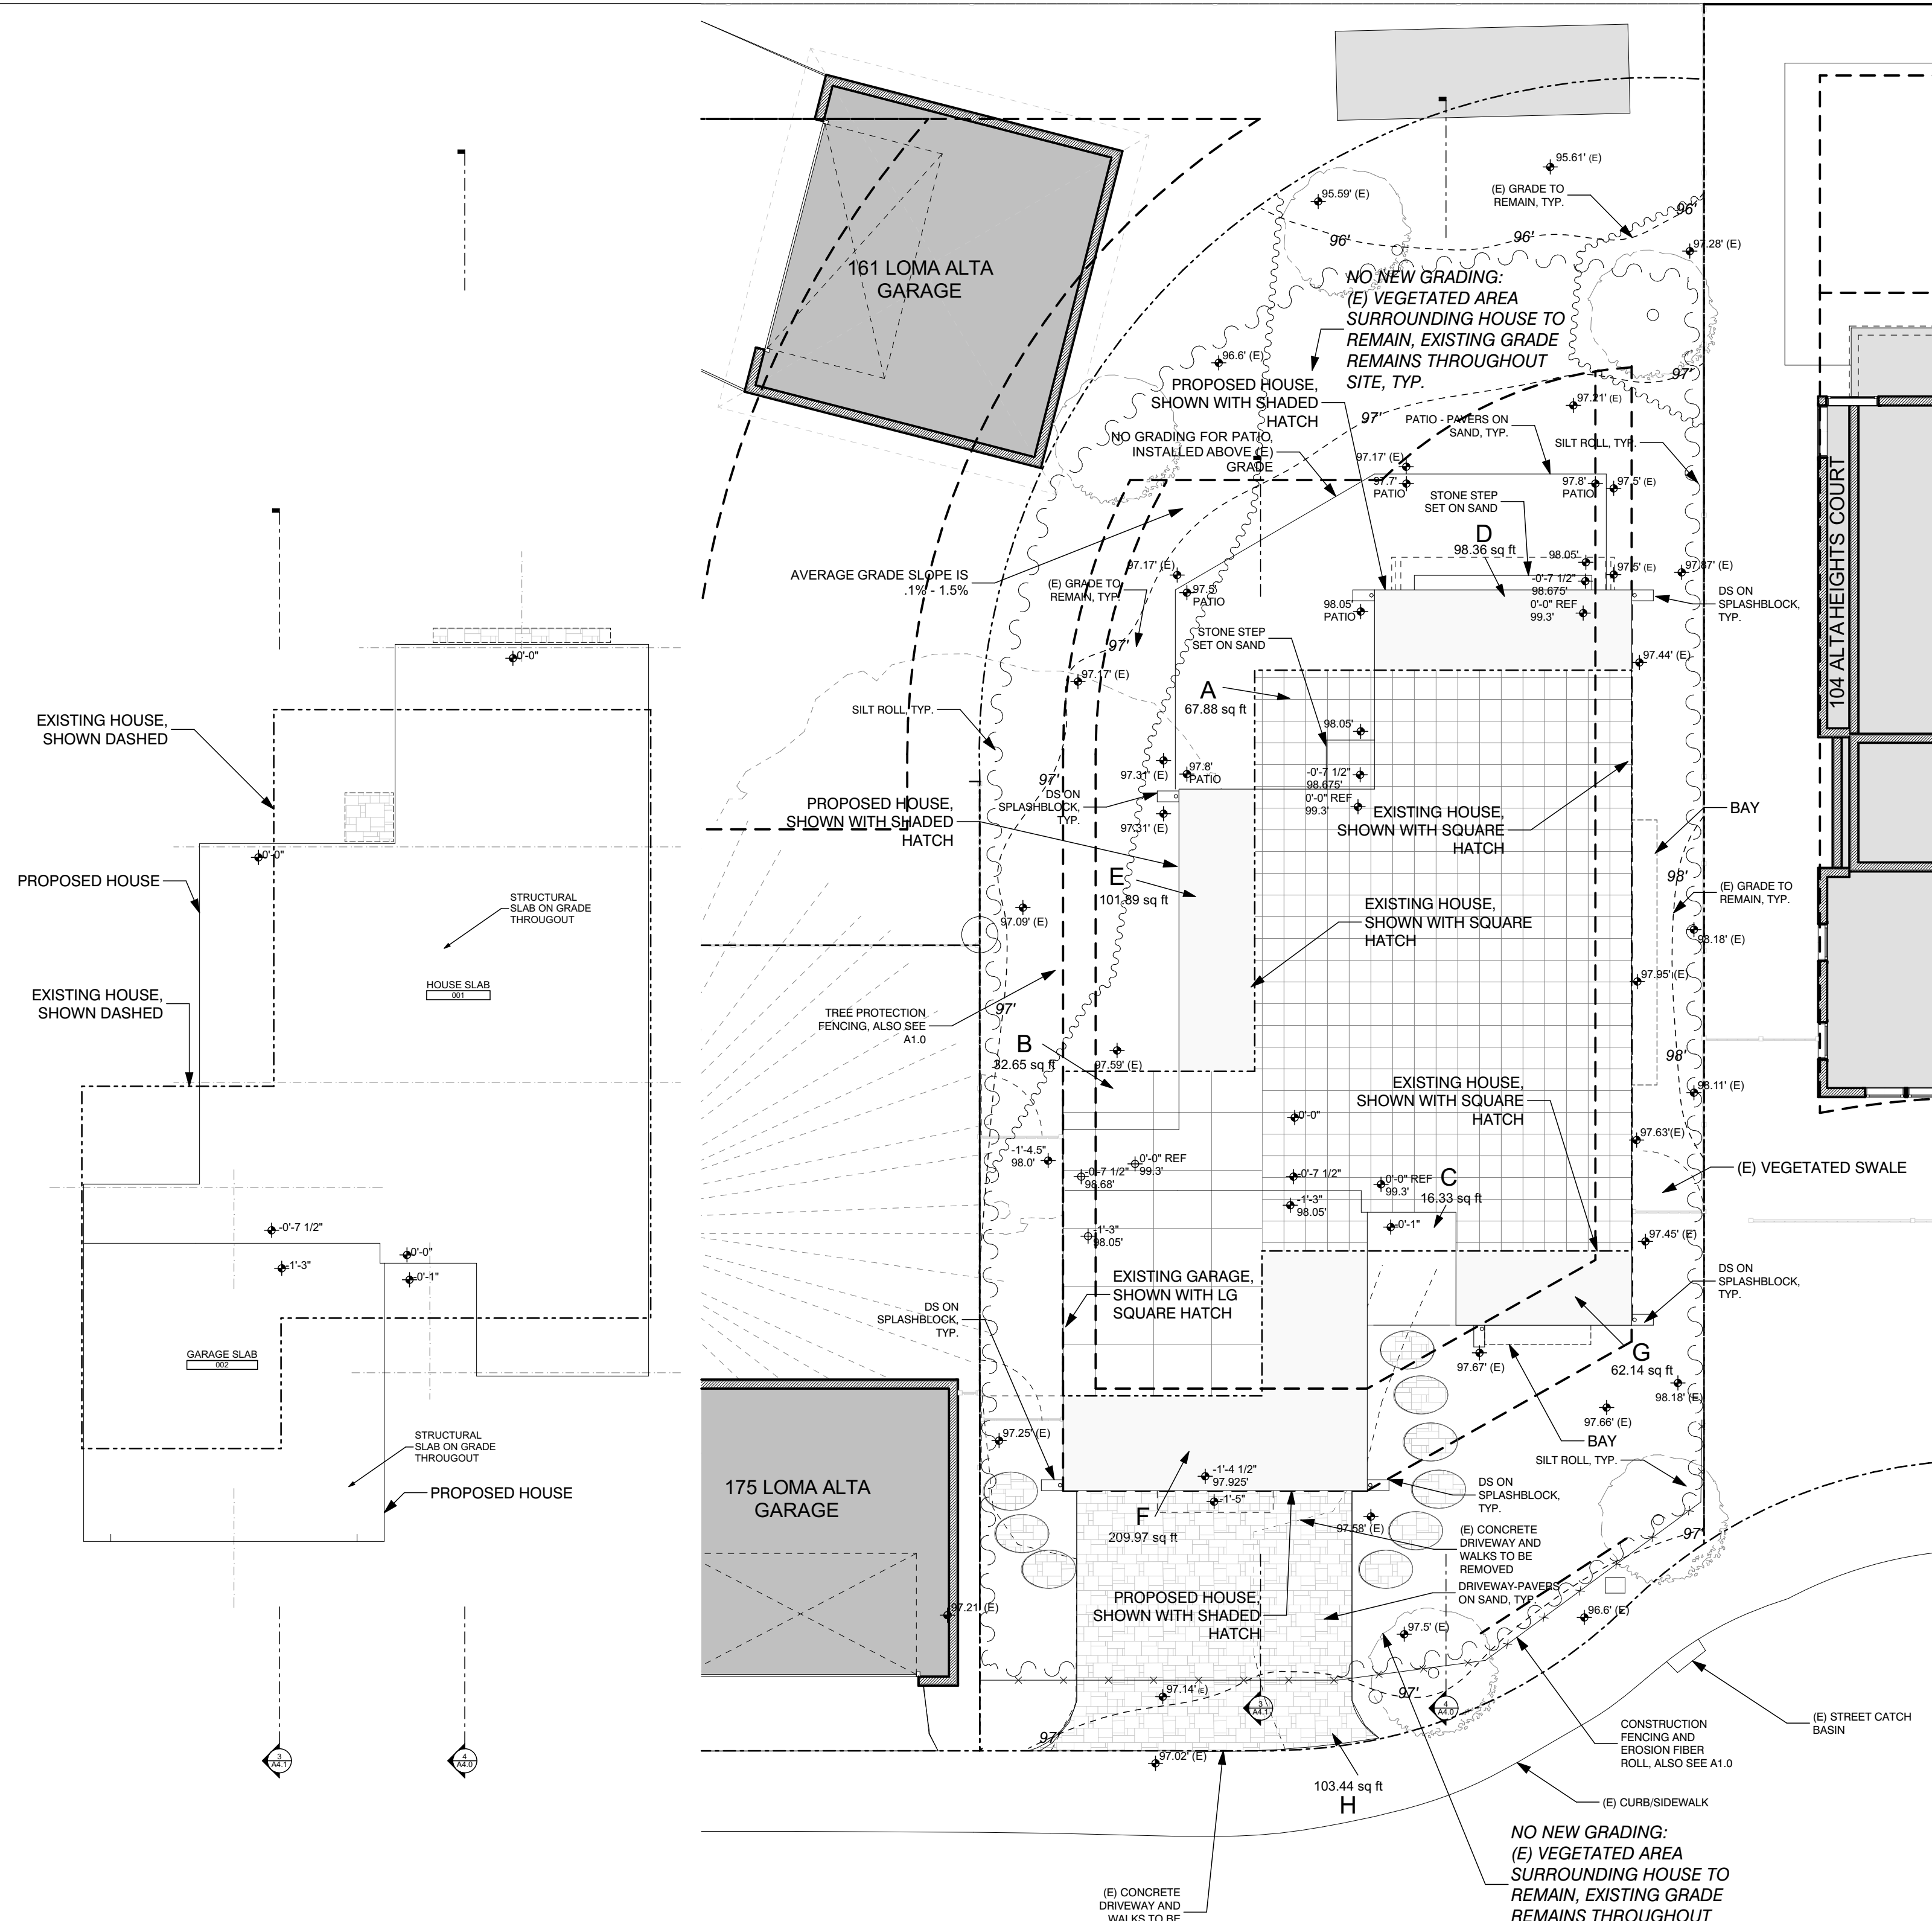 0'-0"
EXISTING HOUSE,
SHOWN DASHED
0'-0"
PROPOSED HOUSE
STRUCTURAL
SLAB ON GRADE
THROUGOUT
HOUSE SLAB
001
EXISTING HOUSE,
SHOWN DASHED
-0'-7 1/2"
0'-0"
-1'-3"
-0'-1"
GARAGE SLAB
002
STRUCTURAL
SLAB ON GRADE
THROUGOUT
PROPOSED HOUSE
3
A4.1
4
A4.0
161 LOMA ALTA
GARAGE
95.61' (E)
95.59' (E)
(E) GRADE TO
REMAIN, TYP.
96'
96'
96'
97.28' (E)
NO NEW GRADING:
(E) VEGETATED AREA
SURROUNDING HOUSE TO
REMAIN, EXISTING GRADE
REMAINS THROUGHOUT
SITE, TYP.
96.6' (E)
PROPOSED HOUSE,
SHOWN WITH SHADED
HATCH
97'
97'
97.21' (E)
PATIO - PAVERS ON
SAND, TYP.
SILT ROLL, TYP.
NO GRADING FOR PATIO,
INSTALLED ABOVE (E)
GRADE
97.17' (E)
97.7'
PATIO
97.8'
PATIO
97.5' (E)
STONE STEP
SET ON SAND
D
98.36 sq ft
AVERAGE GRADE SLOPE IS
.1% - 1.5%
(E) GRADE TO
REMAIN, TYP.
97.17' (E)
97.5'
PATIO
98.05'
97.5' (E)
97.87' (E)
-0'-7 1/2"
98.675'
0'-0" REF
99.3'
98.05'
PATIO
DS ON
SPLASHBLOCK,
TYP.
STONE STEP
SET ON SAND
97'
97.17' (E)
97.44' (E)
A
67.88 sq ft
SILT ROLL, TYP.
98.05'
97.31' (E)
97.8'
PATIO
97'
-0'-7 1/2"
98.675'
0'-0" REF
99.3'
DS ON
SPLASHBLOCK,
TYP.
PROPOSED HOUSE,
SHOWN WITH SHADED
HATCH
97.31' (E)
EXISTING HOUSE,
SHOWN WITH SQUARE
HATCH
BAY
E
101.89 sq ft
98'
(E) GRADE TO
REMAIN, TYP.
97.09' (E)
EXISTING HOUSE,
SHOWN WITH SQUARE
HATCH
98.18' (E)
97.95' (E)
97'
TREE PROTECTION
FENCING, ALSO SEE
A1.0
B
32.65 sq ft
97.59' (E)
98'
EXISTING HOUSE,
SHOWN WITH SQUARE
HATCH
98.11' (E)
0'-0"
97.63'(E)
-1'-4.5"
98.0'
0'-0" REF
99.3'
-0'-7 1/2"
98.68'
-0'-7 1/2"
0'-0" REF
99.3'
C
16.33 sq ft
(E) VEGETATED SWALE
-1'-3"
98.05'
-0'-1"
-1'-3"
98.05'
97.45' (E)
EXISTING GARAGE,
SHOWN WITH LG
SQUARE HATCH
DS ON
SPLASHBLOCK,
TYP.
DS ON
SPLASHBLOCK,
TYP.
97.67' (E)
G
62.14 sq ft
98.18' (E)
97.66' (E)
BAY
SILT ROLL, TYP.
97.25' (E)
175 LOMA ALTA
GARAGE
-1'-4 1/2"
97.925'
-1'-5"
DS ON
SPLASHBLOCK,
TYP.
F
209.97 sq ft
97.58' (E)
(E) CONCRETE
DRIVEWAY AND
WALKS TO BE
REMOVED
97'
DRIVEWAY-PAVERS
ON SAND, TYP.
PROPOSED HOUSE,
SHOWN WITH SHADED
HATCH
97.21' (E)
96.6' (E)
97.5' (E)
97.14' (E)
97'
97'
3
A4.1
4
A4.0
97.02' (E)
103.44 sq ft
H
CONSTRUCTION
FENCING AND
EROSION FIBER
ROLL, ALSO SEE A1.0
(E) STREET CATCH
BASIN
(E) CURB/SIDEWALK
NO NEW GRADING:
(E) VEGETATED AREA
SURROUNDING HOUSE TO
REMAIN, EXISTING GRADE
REMAINS THROUGHOUT
(E) CONCRETE
DRIVEWAY AND
WALKS TO BE
104 ALTAHEIGHTS COURT